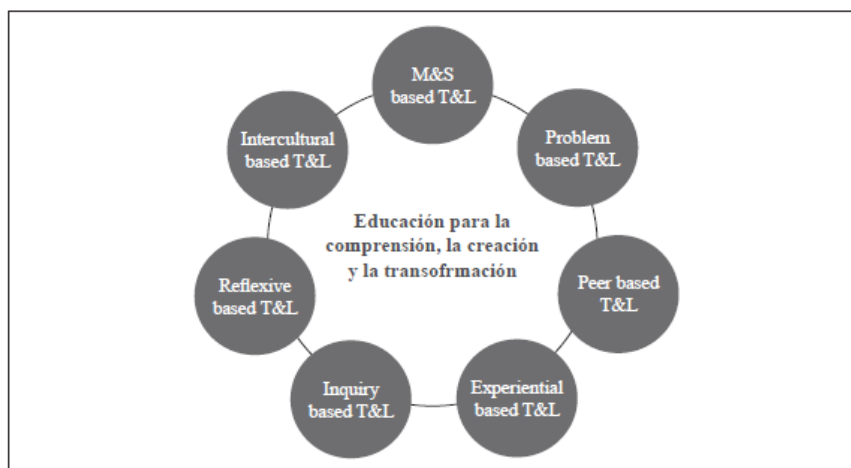 M&S
based T&L
Problem
based T&L
Peer based
T&L
Experiential
based T&L
Inquiry
based T&L
Reflexive
based T&L
Intercultural
based T&L
Educación para la
comprensión, la creación
y la transofrmación